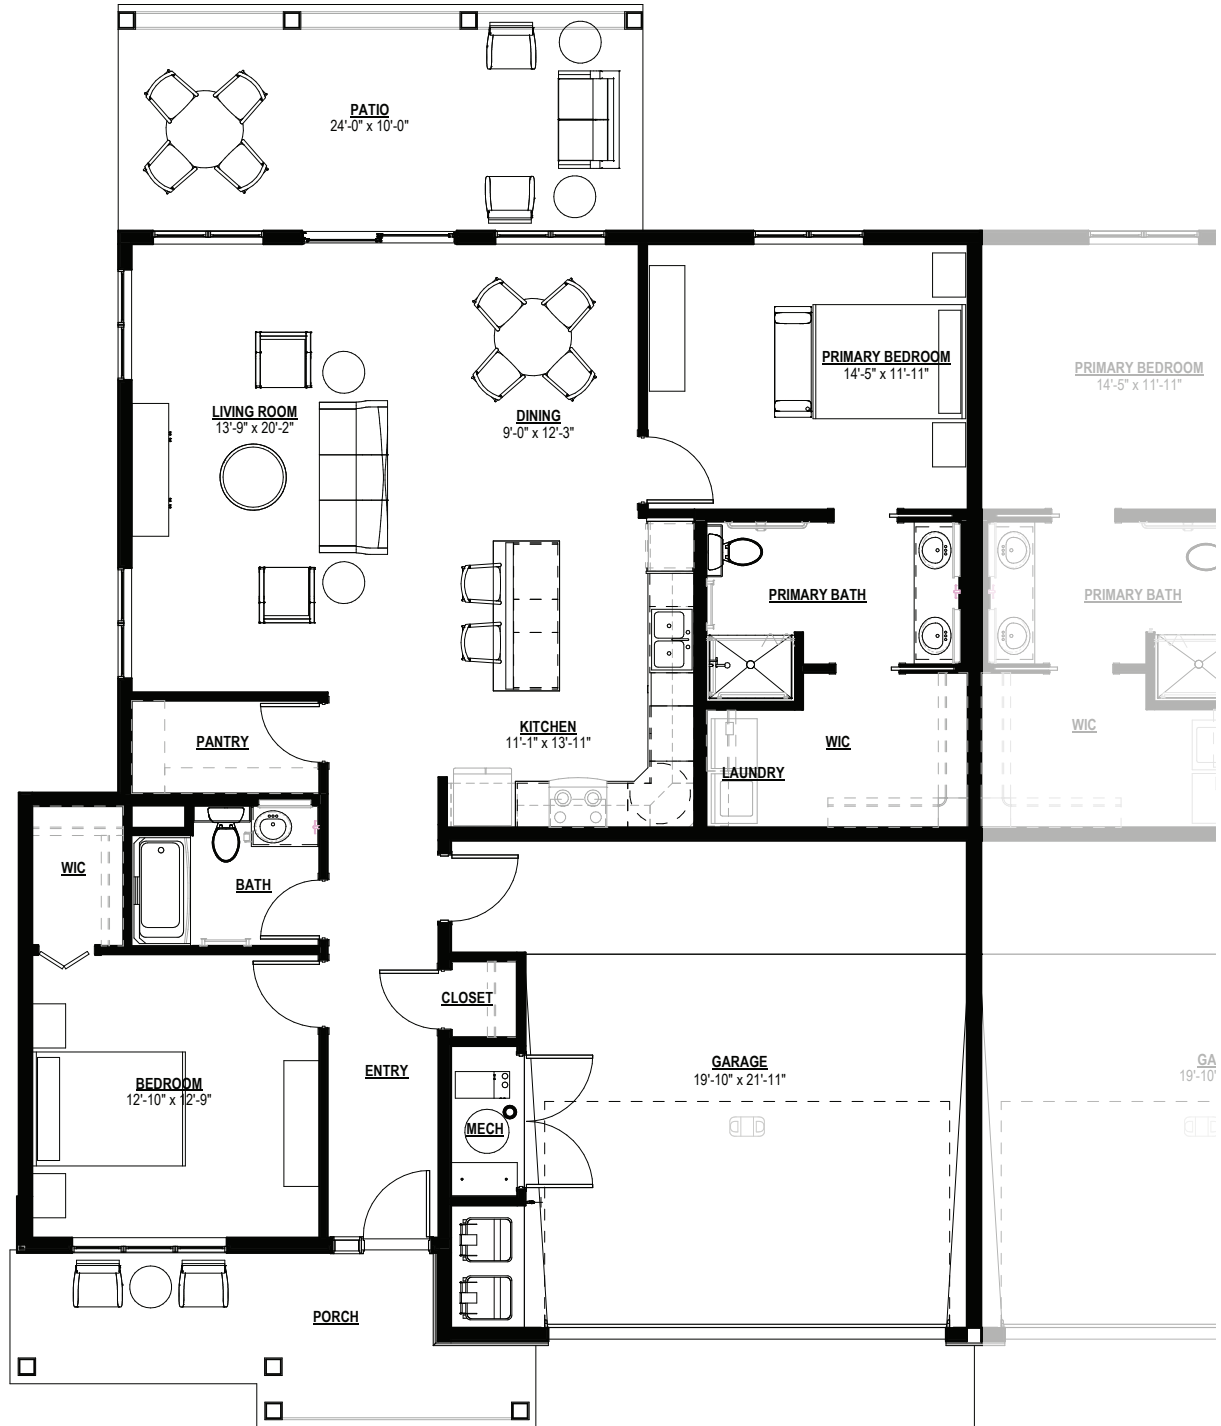 PATIO
24'-0" x 10'-0"
PRIMARY BEDROOM
14'-5" x 11'-11"
PRIMARY BEDROOM
14'-5" x 11'-11"
LIVING ROOM
13'-9" x 20'-2"
DINING
9'-0" x 12'-3"
PRIMARY BATH
PRIMARY BATH
KITCHEN
11'-1" x 13'-11"
PANTRY
WIC
WIC
LAUNDRY
WIC
BATH
CLOSET
GARAGE
19'-10" x 21'-11"
GA
19'-10"
ENTRY
BEDROOM
12'-10" x 12'-9"
MECH
PORCH